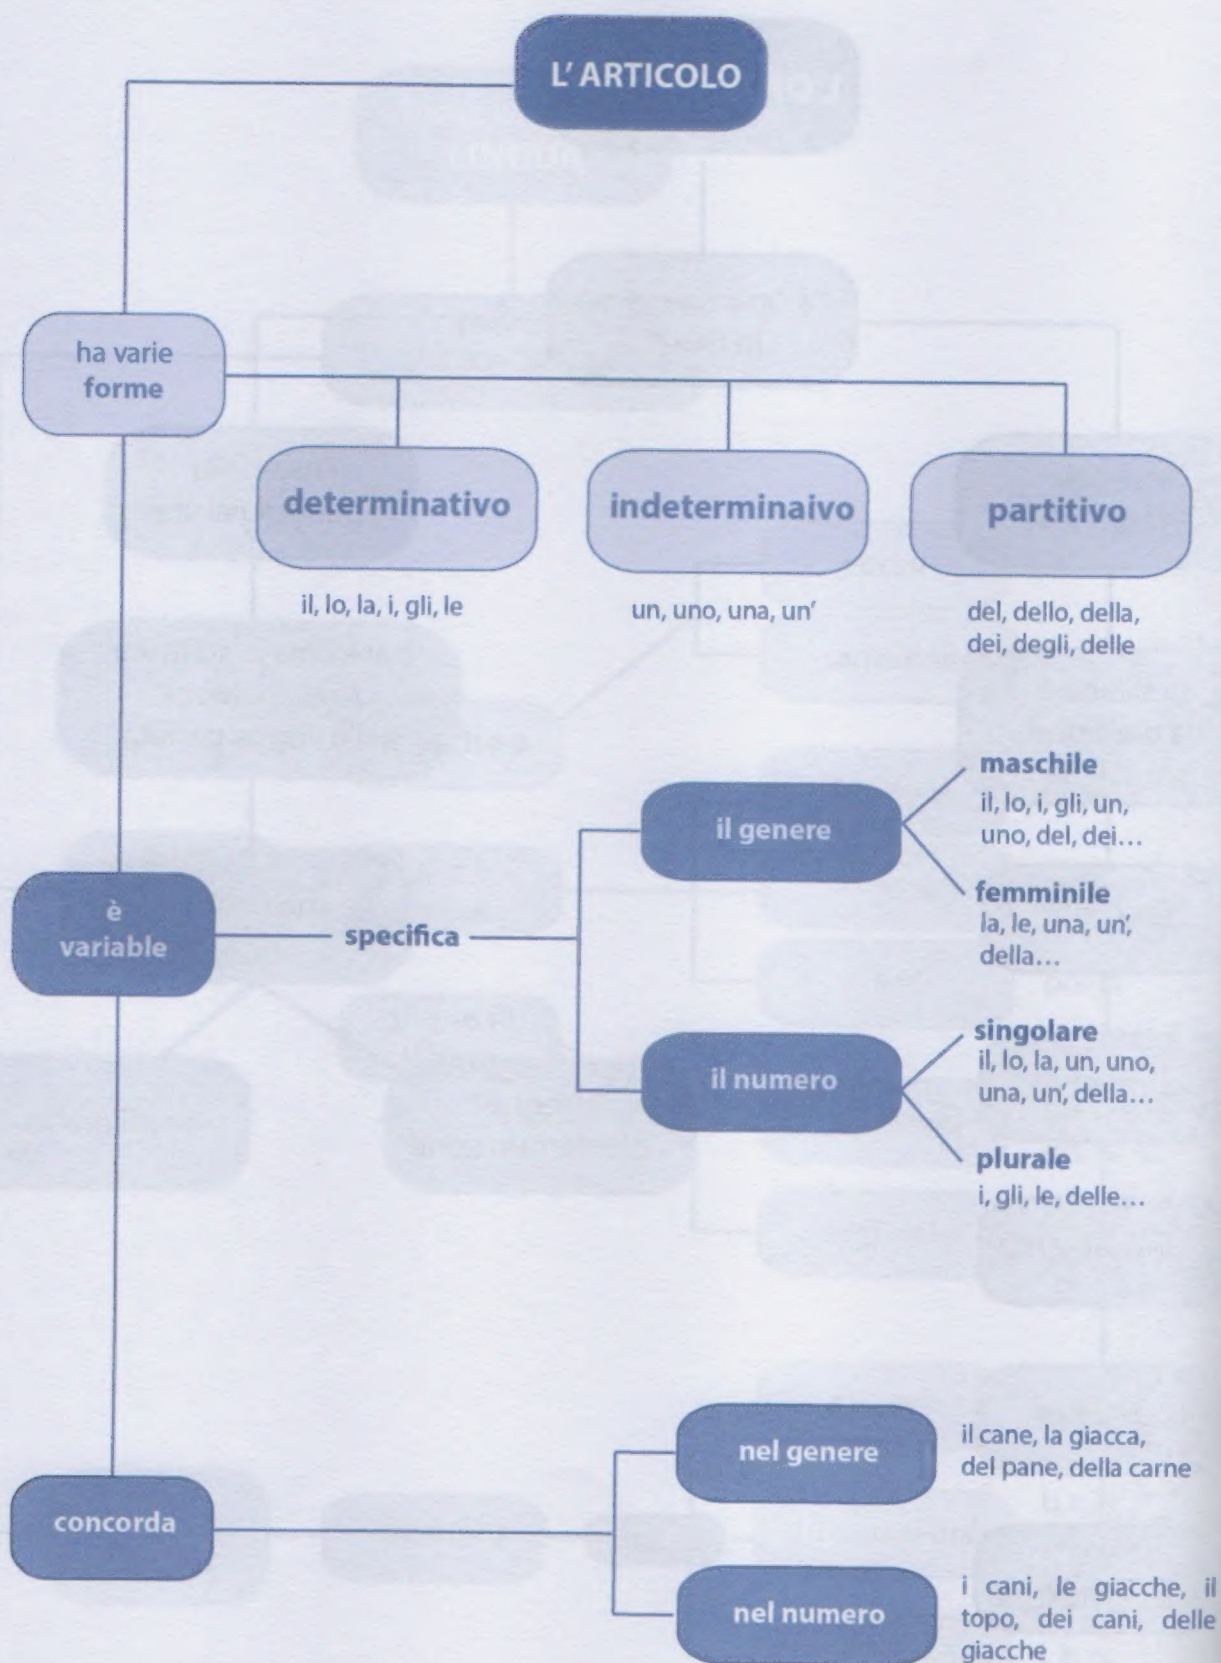 L' ARTICOLO
ha varie
forme
determinativo
indeterminaivo
partitivo
il, lo, la, i, gli, le
un, uno, una, un'
del, dello, della,
dei, degli, delle
maschile
il, lo, i, gli, un,
uno, del, dei…
il genere
femminile
la, le, una, un',
della…
è
variable
specifica
singolare
il, lo, la, un, uno,
una, un', della…
il numero
plurale
i, gli, le, delle…
nel genere
il cane, la giacca,
del pane, della carne
concorda
nel numero
i cani, le giacche, il
topo, dei cani, delle
giacche